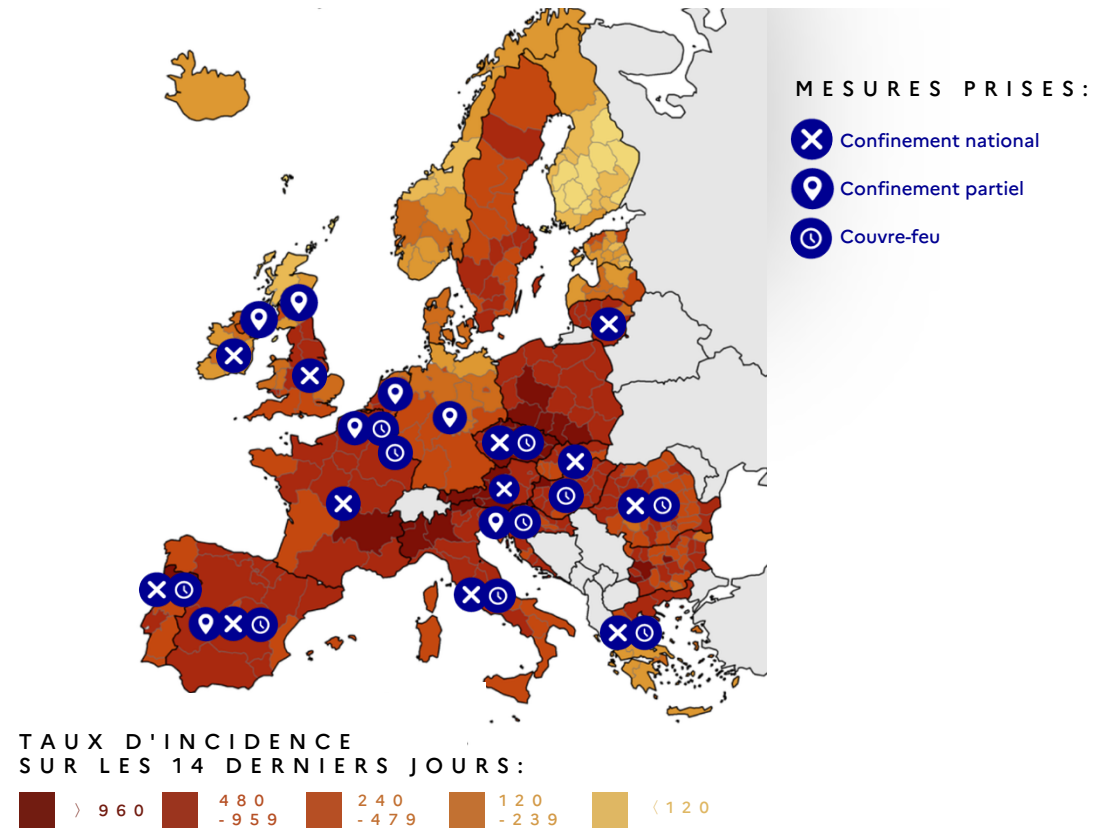 MESURES PRISES:
Confinement national
Confinement partiel
Couvre-feu
TAUX D'INCIDENCE
SUR LES 14 DERNIERS JOURS:
> 960
480
-959
240
-479
120
-239
<120